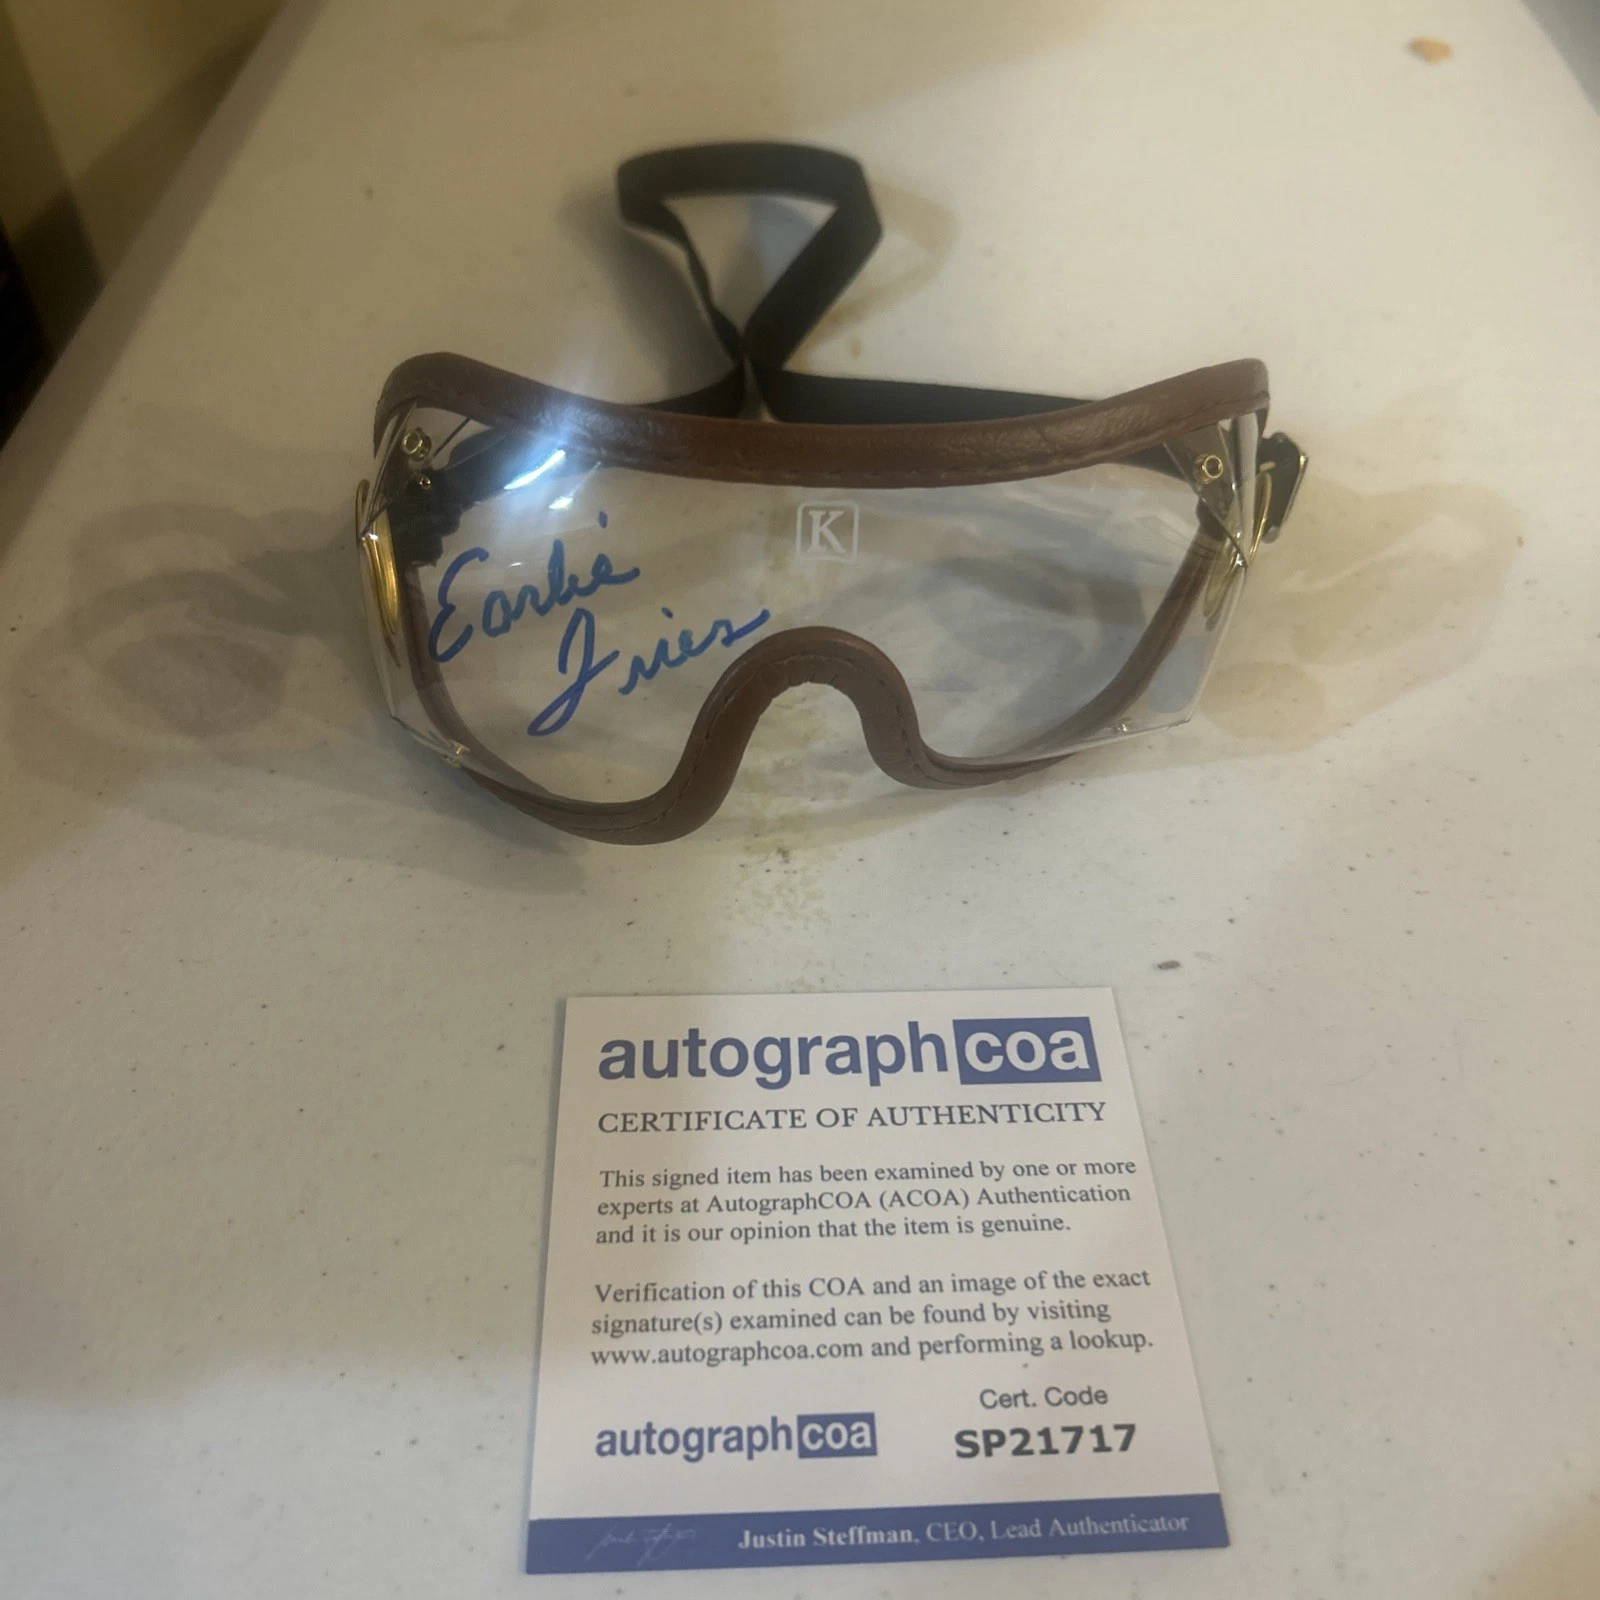 K
Earlie
Fries
autographcoa
CERTIFICATE OF AUTHENTICITY
This signed item has been examined by one or more
experts at AutographCOA (ACOA) Authentication
and it is our opinion that the item is genuine.
Verification of this COA and an image of the exact
signature(s) examined can be found by visiting
www.autographcoa.com and performing a lookup.
Cert. Code
autographcoa SP21717
Justin Steffman, CEO, Lead Authenticator